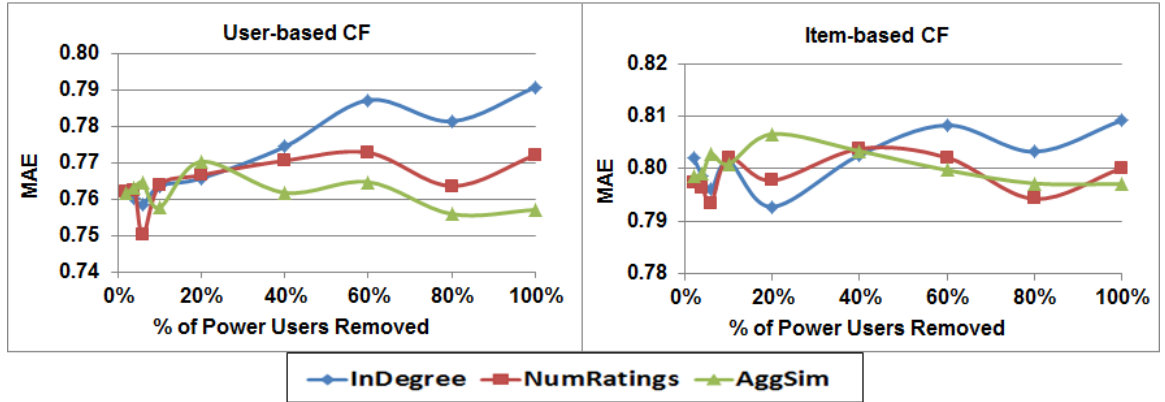 User-based CF
0.80
0.79
0.78
0.77
0.76
0.75
0.74
MAE
0% 20% 40% 60% 80% 100%
% of Power Users Removed
Item-based CF
0.82
0.81
0.80
0.79
0.78
MAE
0% 20% 40% 60% 80% 100%
% of Power Users Removed
InDegree NumRatings AggSim